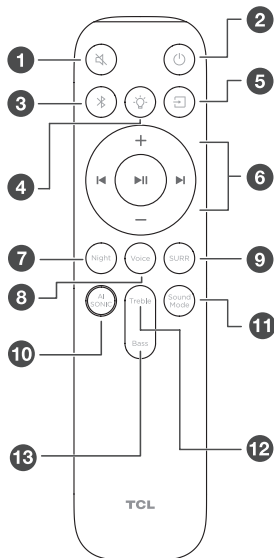 1
2
3
5
4
6
7
Night
Voice
SURR
9
8
AI
SONIC
Treble
Sound
Mode
10
11
Bass
12
13
TCL